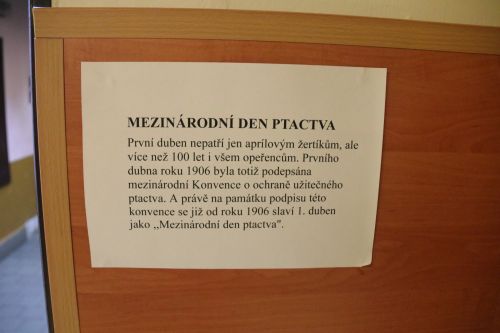 MEZINÁRODNÍ DEN PTACTVA
První duben nepatří jen aprílovým žertíkům, ale
více než 100 let i všem opeřencům. Prvního
dubna roku 1906 byla totiž podepsána
mezinárodní Konvence o ochraně užitečného
ptactva. A právě na památku podpisu této
konvence se již od roku 1906 slaví 1. duben
jako ,,Mezinárodní den ptactva".